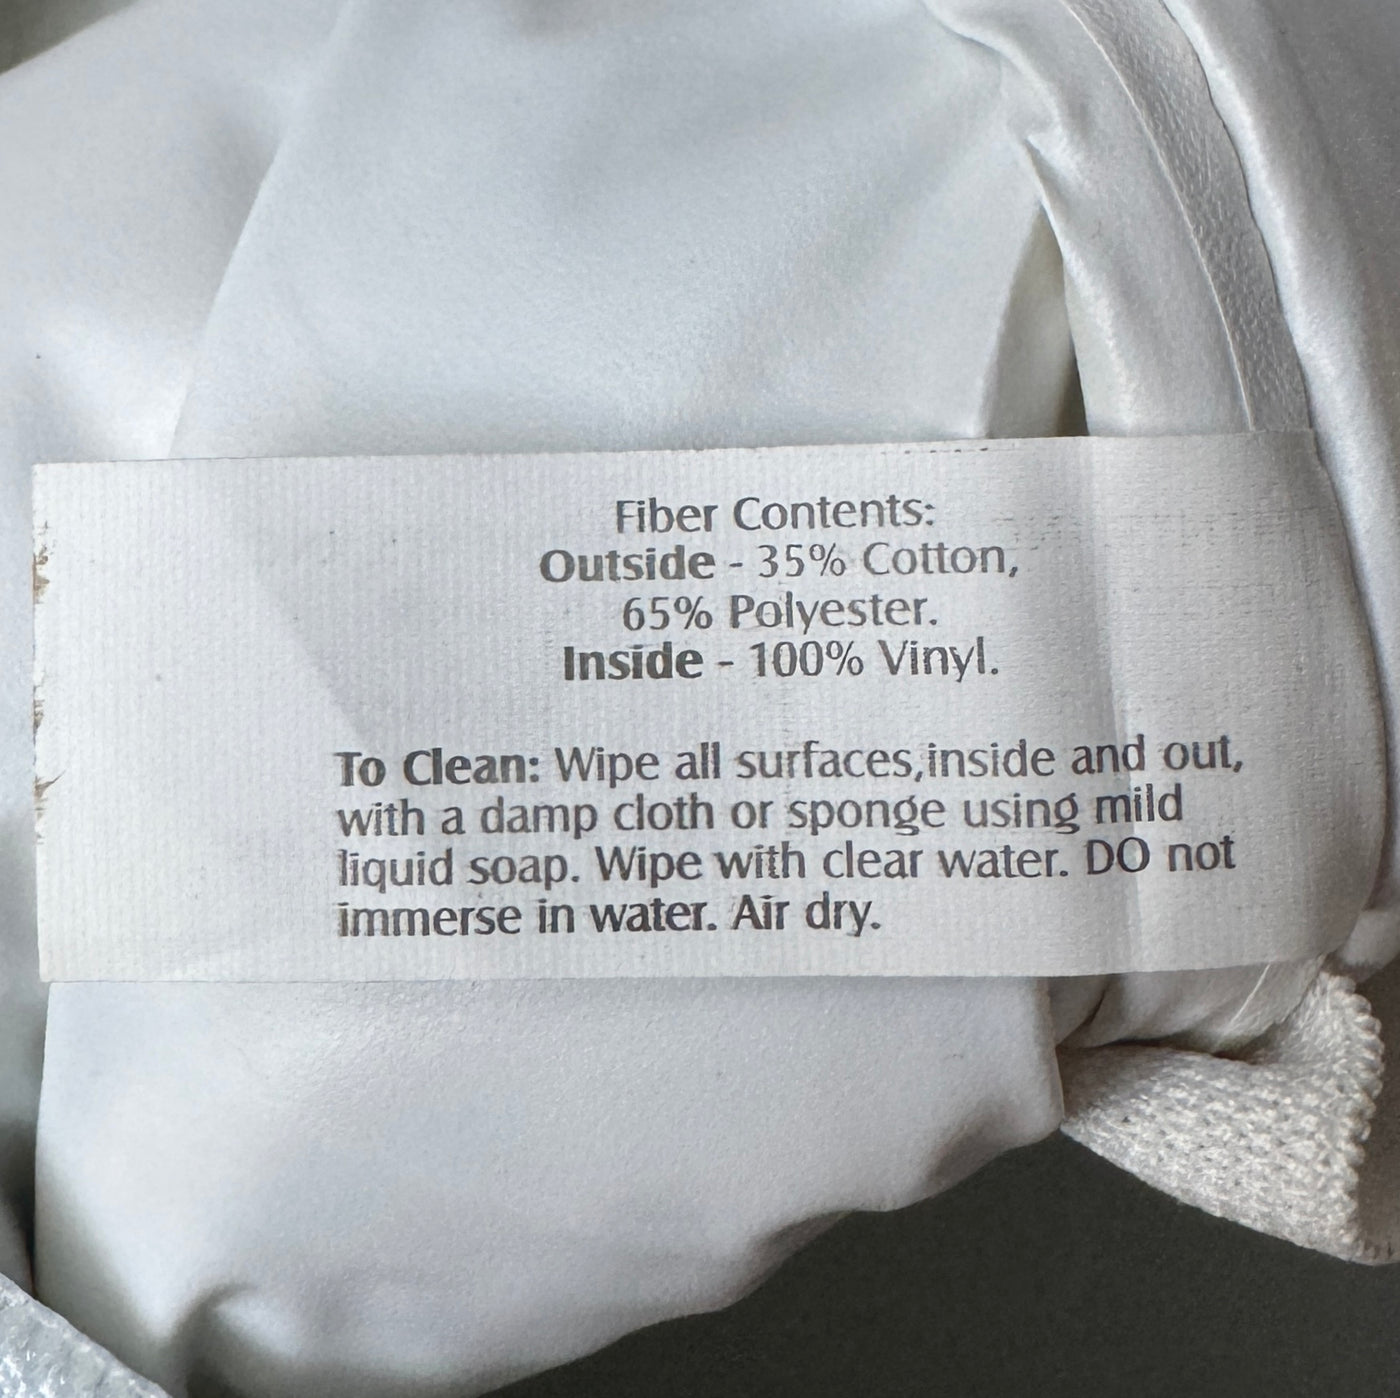 Fiber Contents:
Outside - 35% Cotton,
65% Polyester.
Inside - 100% Vinyl.
To Clean: Wipe all surfaces,inside and out,
with a damp cloth or sponge using mild
liquid soap. Wipe with clear water. DO not
immerse in water. Air dry.